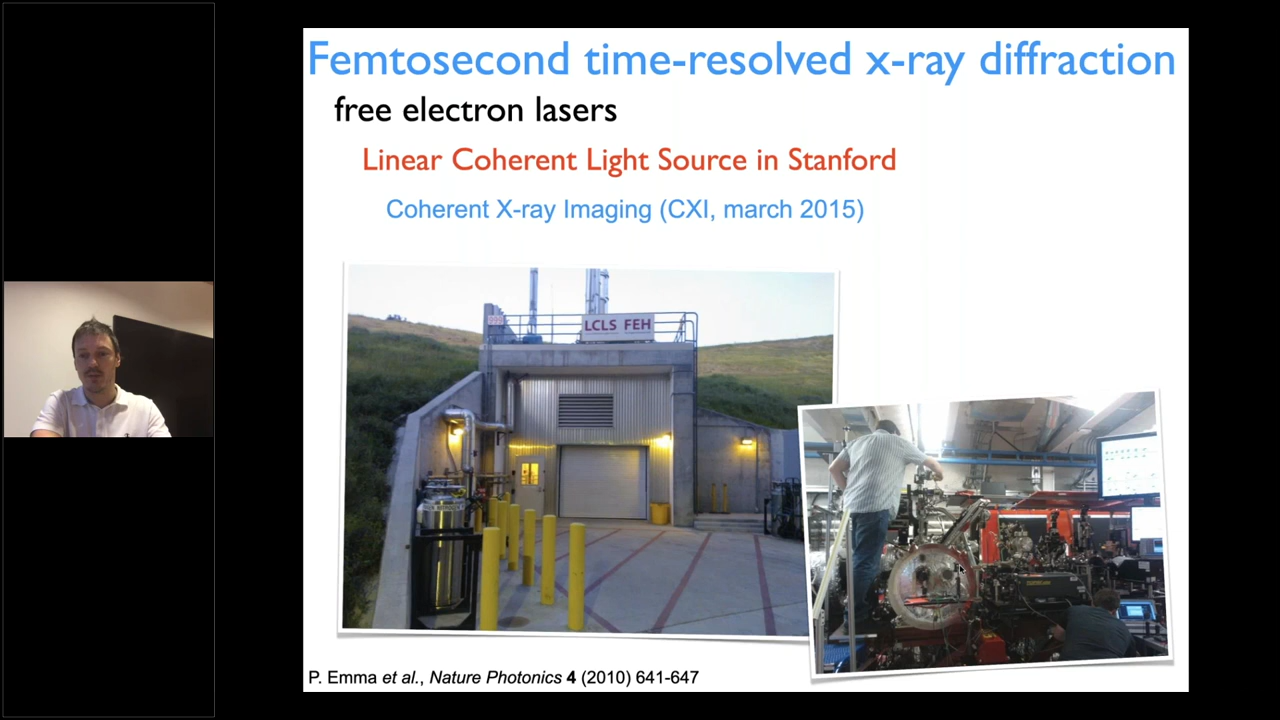 Femtosecond time-resolved x-ray diffraction
free electron lasers
Linear Coherent Light Source in Stanford
Coherent X-ray Imaging (CXI, march 2015)
LCLS FEH
P. Emma et al., Nature Photonics 4 (2010) 641-647